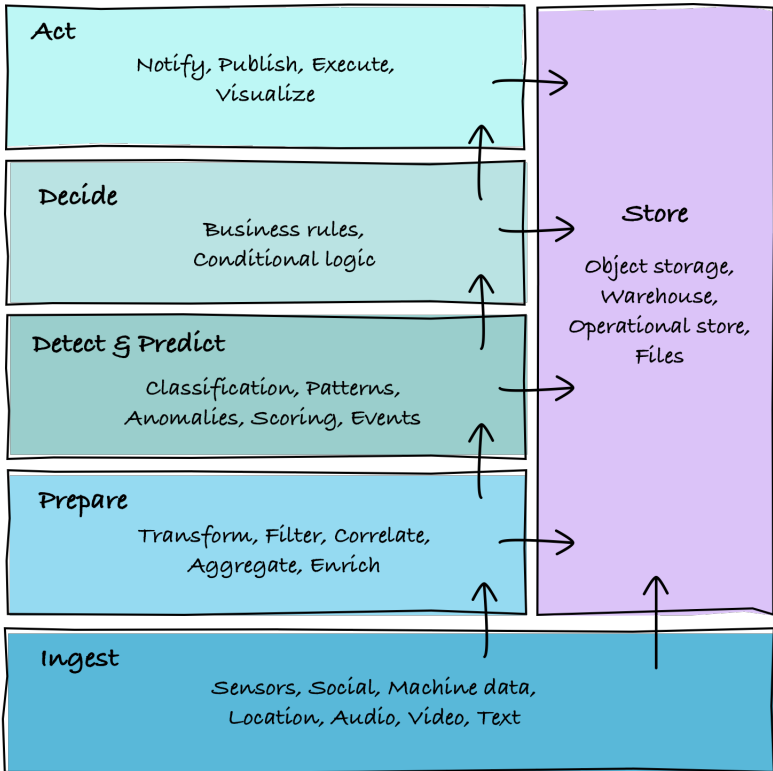 Act
Notify, Publish, Execute,
Visualize
Decide
Business rules,
Conditional logic
Detect & Predict
Classification, Patterns,
Anomalies, Scoring, Events
Prepare
Transform, Filter, Correlate,
Aggregate, Enrich
Store
Object storage,
Warehouse,
Operational store,
Files
Ingest
Sensors, Social, Machine data,
Location, Audio, Video, Text